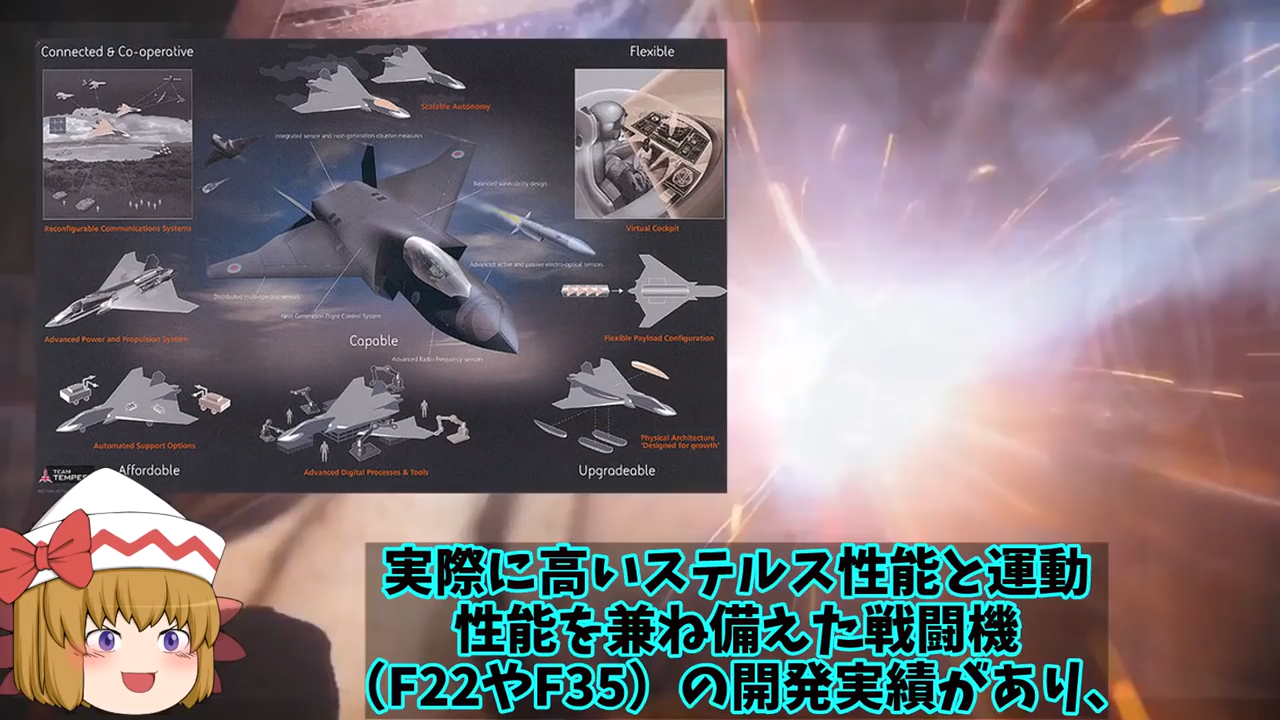 Connected & Co-operative
Flexible
Scalable Autonomy
Integrated sensor and next-generation counter-measures
Balanced survivability design
Reconfigurable Communications Systems
Virtual Cockpit
Advanced active and passive electro-optical sensors
Distributed multi-spectral sensors
Next Generation Flight Control System
Advanced Power and Propulsion System
Capable
Flexible Payload Configuration
Advanced Radio-Frequency sensors
Automated Support Options
Physical Architecture
'Designed for growth'
Affordable
Advanced Digital Processes & Tools
Upgradeable
TEAM
TEMPES
実際に高いステルス性能と運動
性能を兼ね備えた戦闘機
（F22やF35）の開発実績があり、